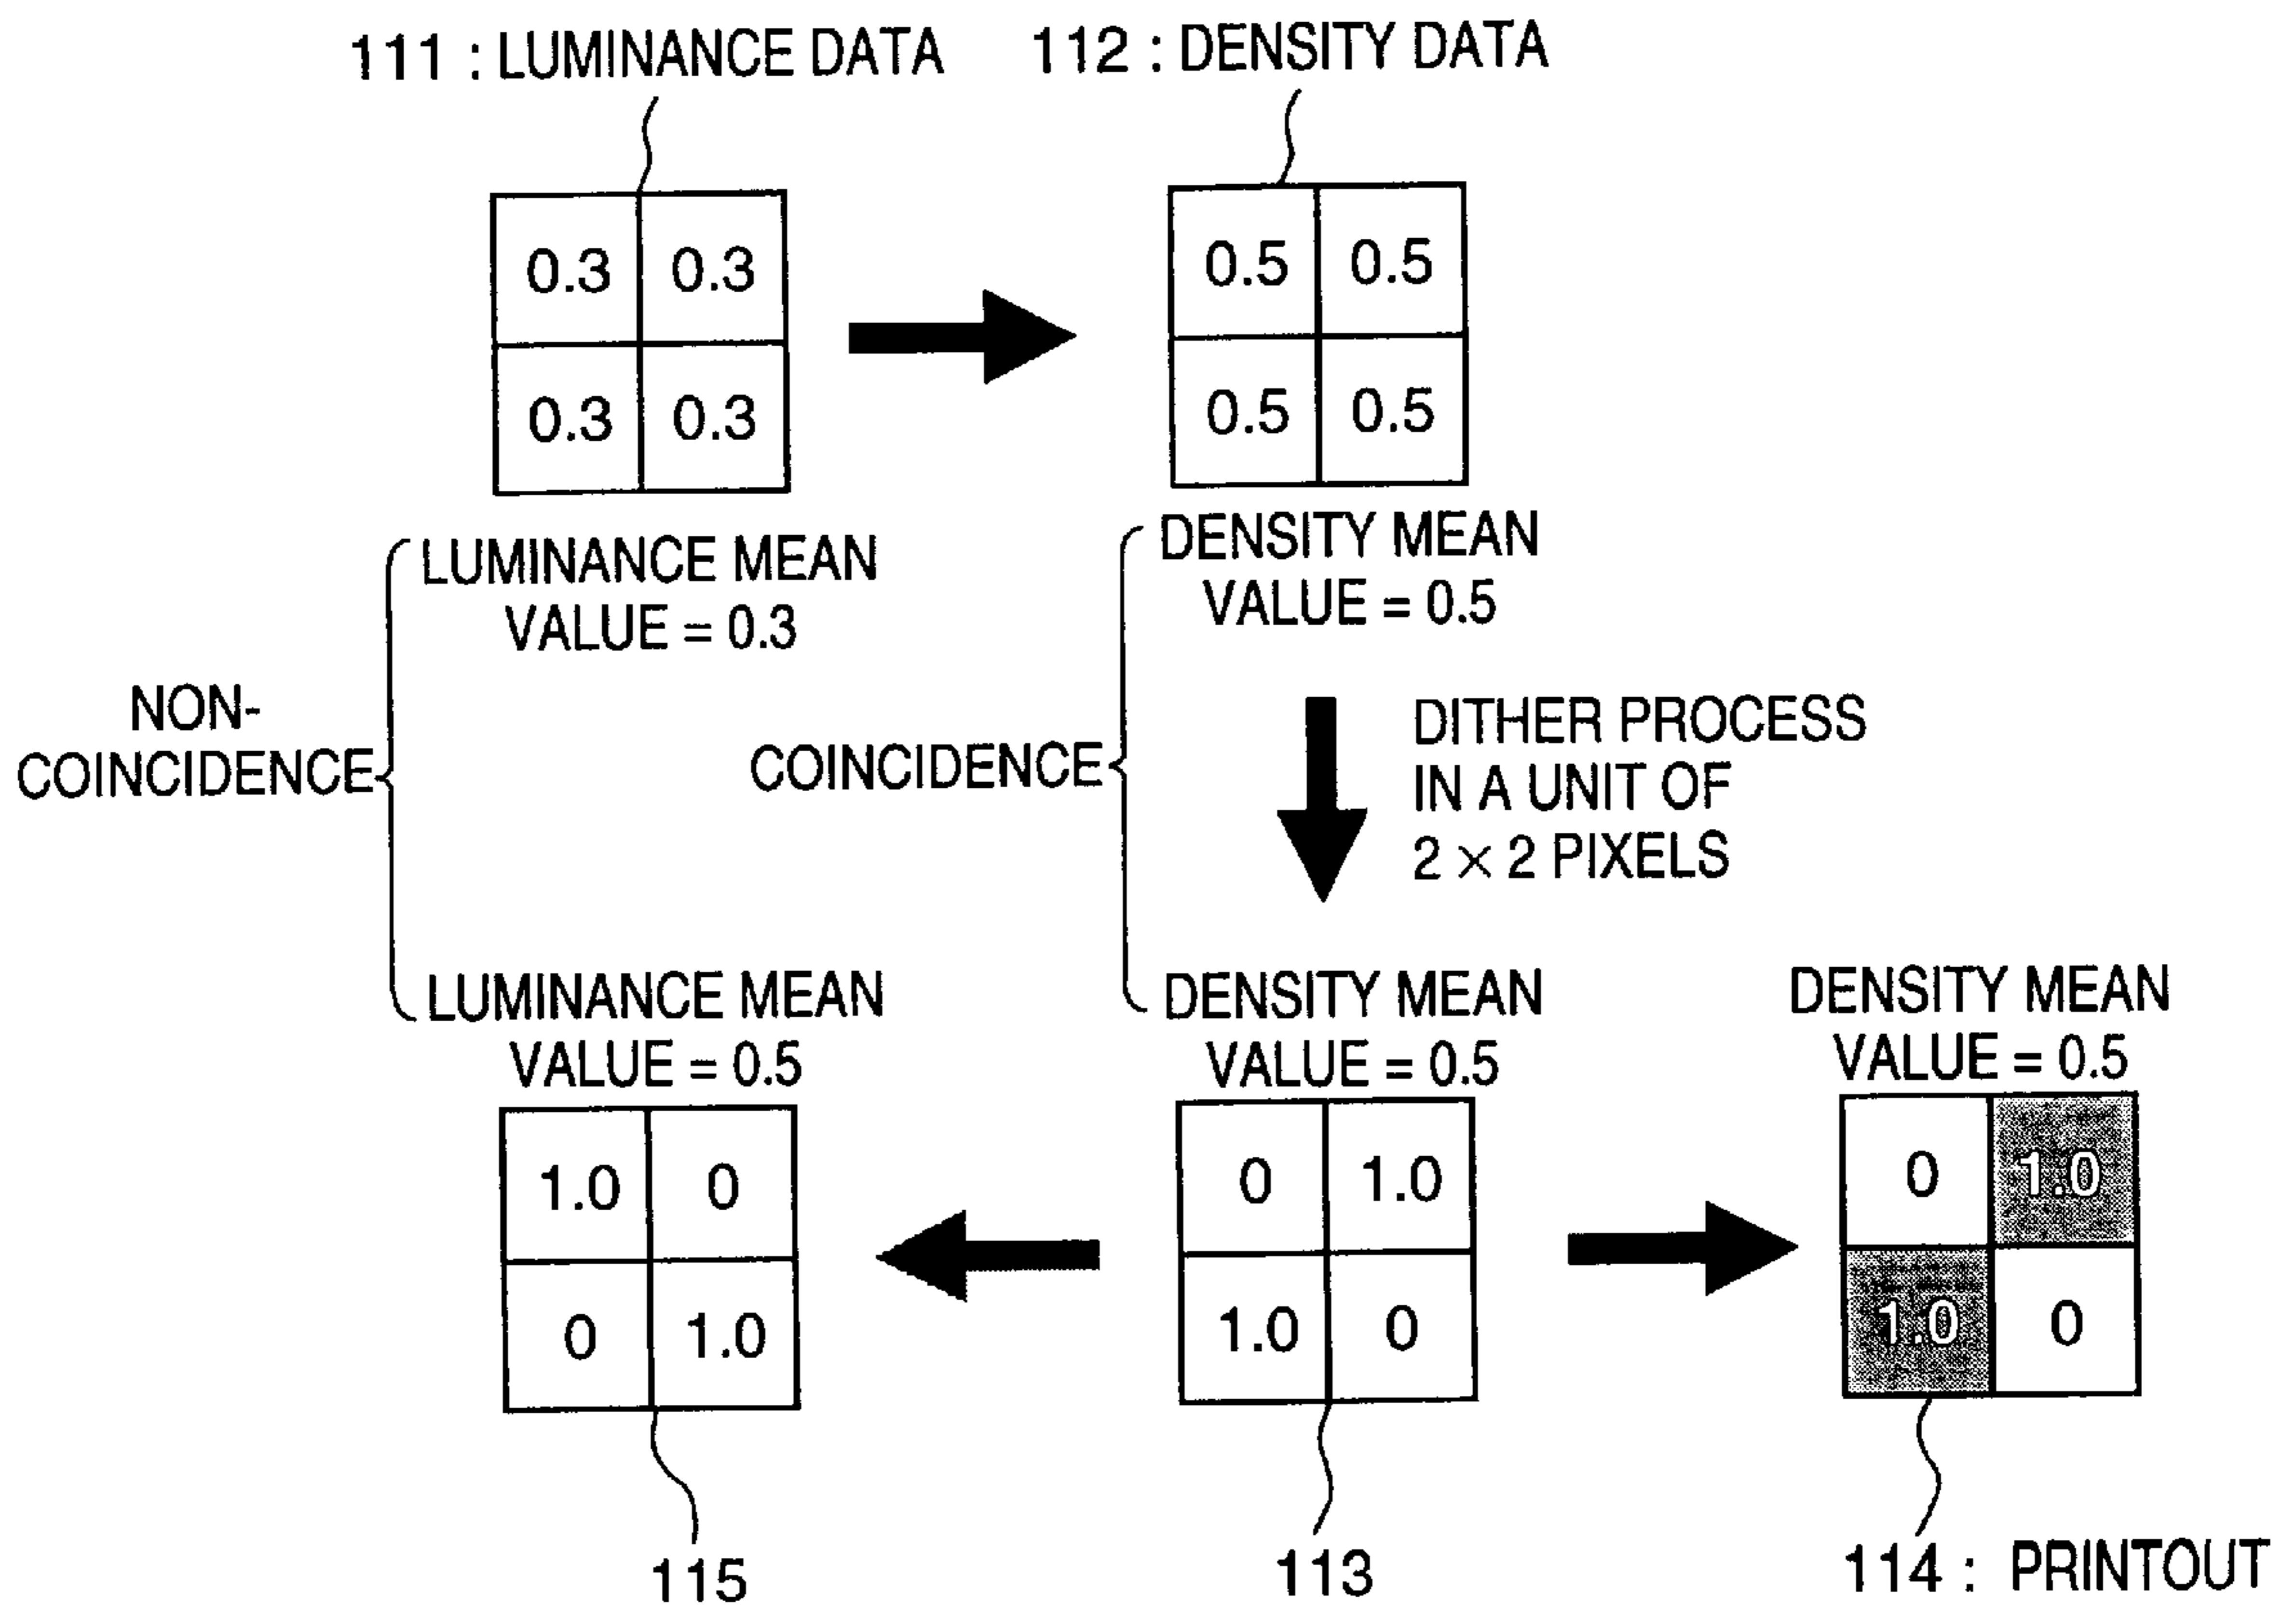 111 : LUMINANCE DATA
112 : DENSITY DATA
0.3 0.3
0.3 0.3
0.5 0.5
0.5 0.5
LUMINANCE MEAN
VALUE = 0.3
DENSITY MEAN
VALUE = 0.5
NON-
COINCIDENCE
COINCIDENCE
DITHER PROCESS
IN A UNIT OF
2 × 2 PIXELS
LUMINANCE MEAN
VALUE = 0.5
DENSITY MEAN
VALUE = 0.5
DENSITY MEAN
VALUE = 0.5
1.0 0
0 1.0
0 1.0
1.0 0
0 1.0
1.0 0
115
113
114 : PRINTOUT